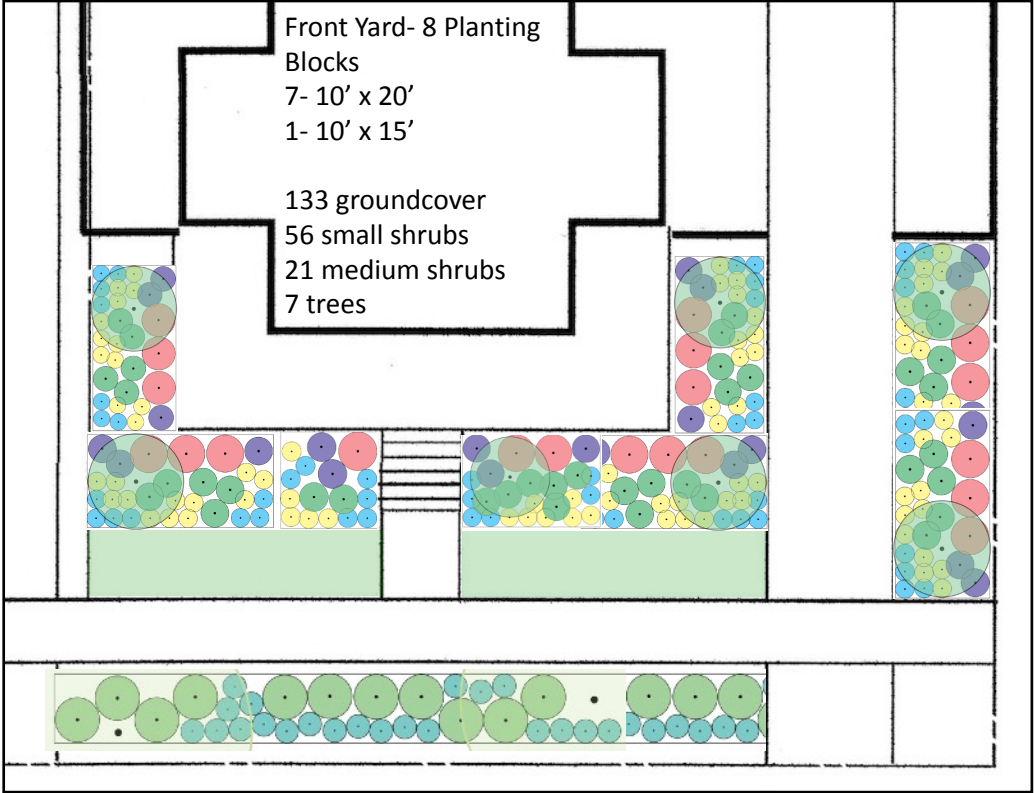 Front Yard- 8 Planting
Blocks
7- 10’ x 20’
1- 10’ x 15’
133 groundcover
56 small shrubs
21 medium shrubs
7 trees